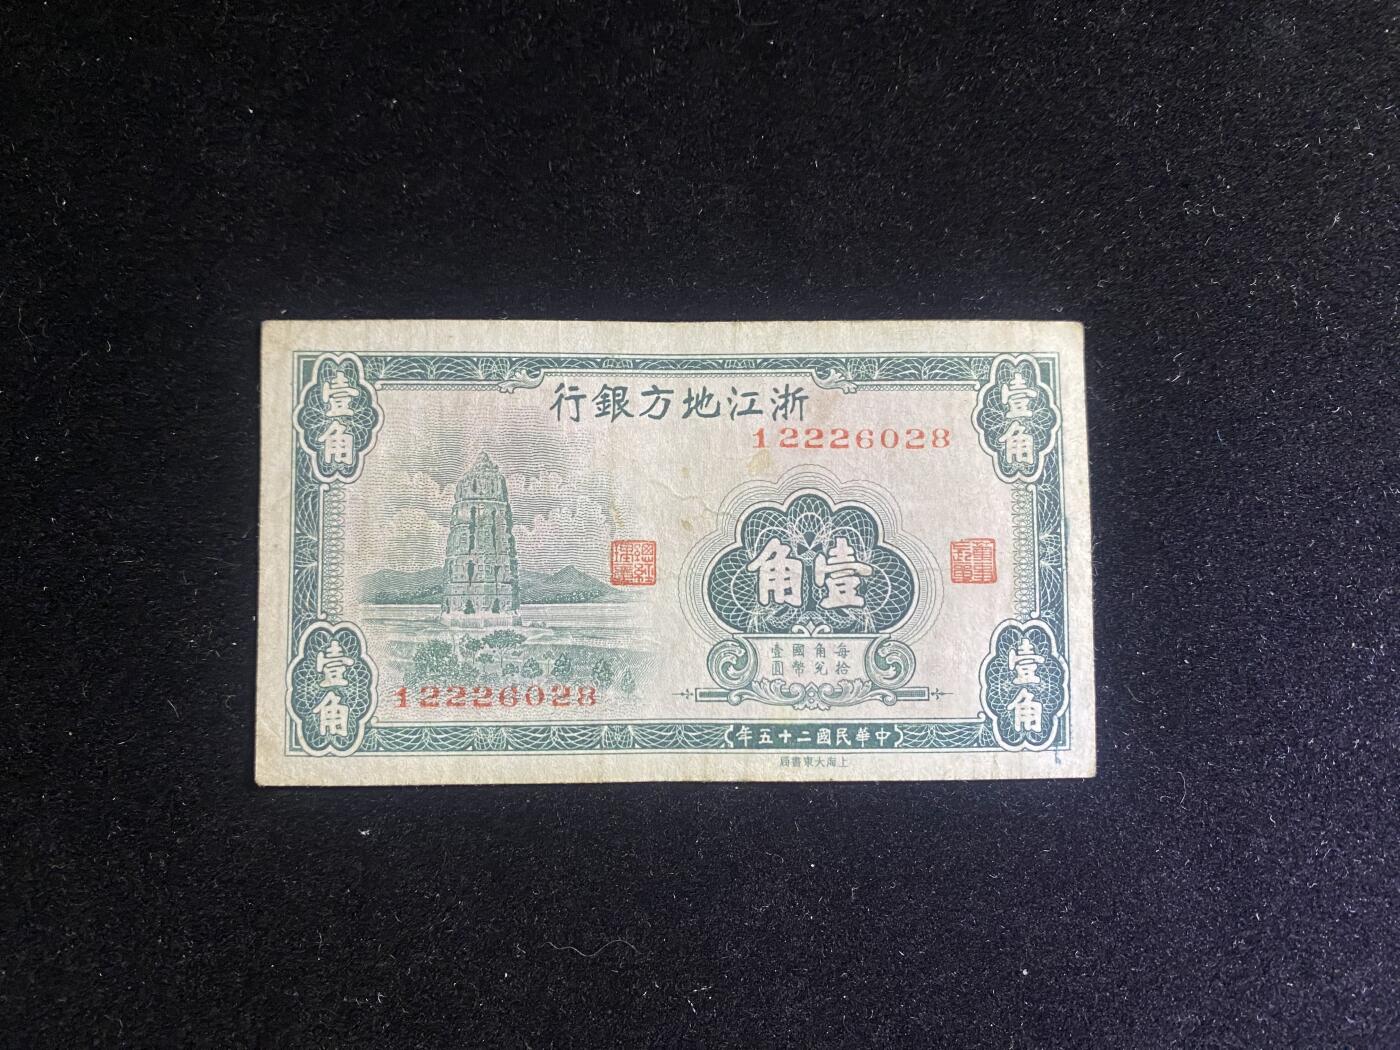 浙江地方銀行
12226028
壹角
壹角
壹角
每拾
角兌
國幣
壹圓
12226028
壹角
壹角
中華民國二十五年
上海大東書局